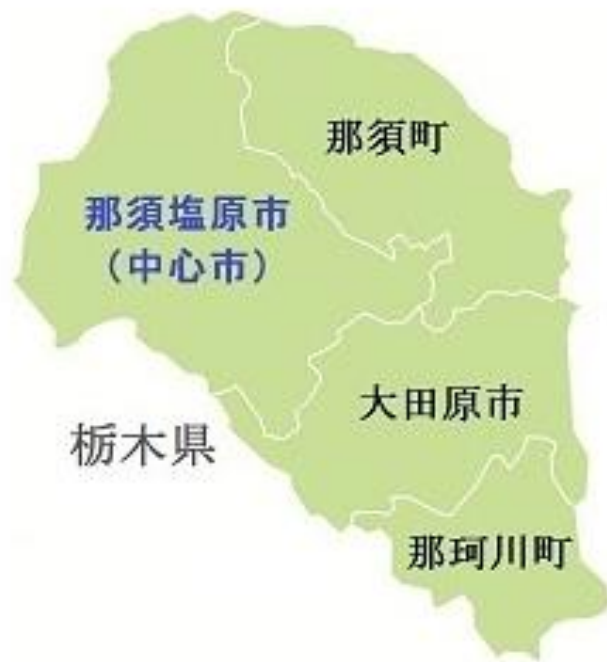 那須町
那須塩原市
（中心市）
大田原市
栃木県
那珂川町